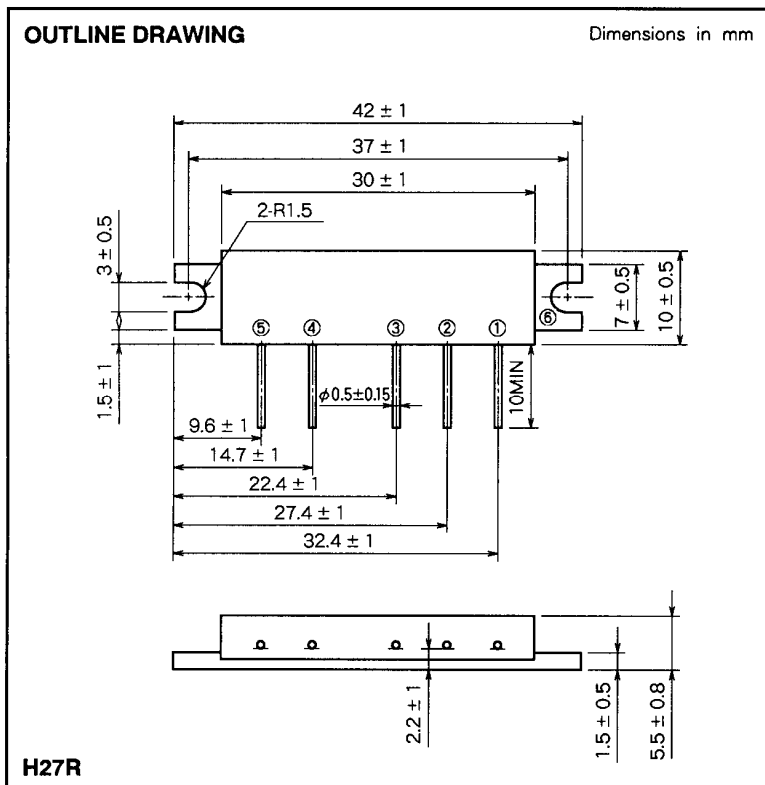 OUTLINE DRAWING
Dimensions in mm
42 ± 1
37 ± 1
30 ± 1
2-R1.5
3 ± 0.5
7 ± 0.5
10 ± 0.5
⑥
⑤ ④ ③ ② ①
1.5 ± 1
ϕ0.5±0.15
10MIN
9.6 ± 1
14.7 ± 1
22.4 ± 1
27.4 ± 1
32.4 ± 1
2.2 ± 1
1.5 ± 0.5
5.5 ± 0.8
H27R